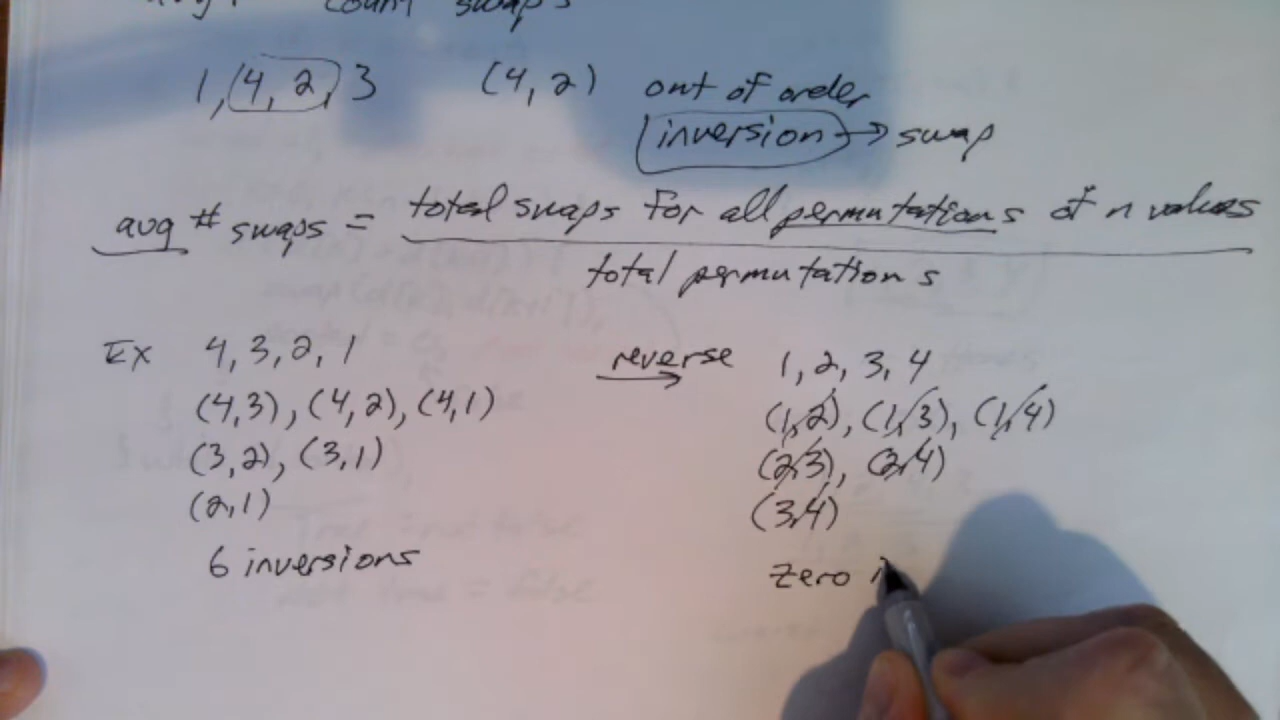 count swaps
1, (4, 2), 3 (4, 2) out of order
inversion → swap
avg # swaps = total swaps for all permutations of n values
total permutations
Ex 4, 3, 2, 1 reverse 1, 2, 3, 4
(4,3), (4,2), (4,1) (1,2), (1,3), (1,4)
(3,2), (3,1) (2,3), (2,4)
(2,1) (3,4)
6 inversions zero i